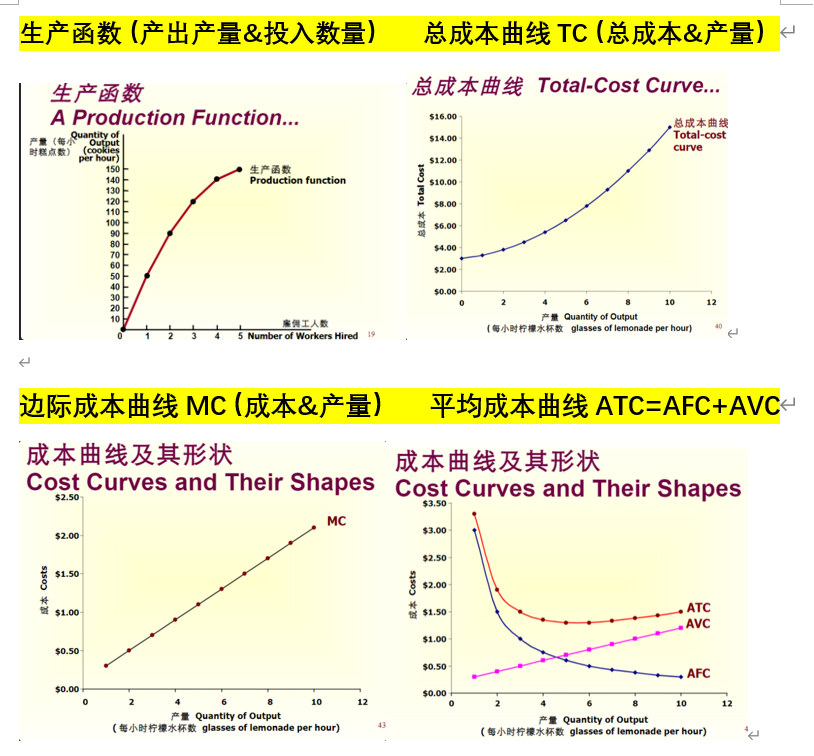 生产函数（产出产量&投入数量） 总成本曲线 TC（总成本&产量）
生产函数
A Production Function...
产量（每小时糕点数）
Quantity of
Output
(cookies
per hour)
150
140
130
120
110
100
90
80
70
60
50
40
30
20
10
生产函数
Production function
雇佣工人数
0 1 2 3 4 5 Number of Workers Hired
19
总成本曲线 Total-Cost Curve...
总成本 Total Cost
$16.00
$14.00
$12.00
$10.00
$8.00
$6.00
$4.00
$2.00
$0.00
总成本曲线
Total-cost
curve
0 2 4 6 8 10 12
产量 Quantity of Output
(每小时柠檬水杯数 glasses of lemonade per hour)
40
边际成本曲线 MC（成本&产量） 平均成本曲线 ATC=AFC+AVC
成本曲线及其形状
Cost Curves and Their Shapes
成本 Costs
$2.50
$2.00
$1.50
$1.00
$0.50
$0.00
MC
0 2 4 6 8 10 12
产量 Quantity of Output
(每小时柠檬水杯数 glasses of lemonade per hour)
43
成本曲线及其形状
Cost Curves and Their Shapes
成本 Costs
$3.50
$3.00
$2.50
$2.00
$1.50
$1.00
$0.50
$0.00
ATC
AVC
AFC
0 2 4 6 8 10 12
产量 Quantity of Output
(每小时柠檬水杯数 glasses of lemonade per hour)
4